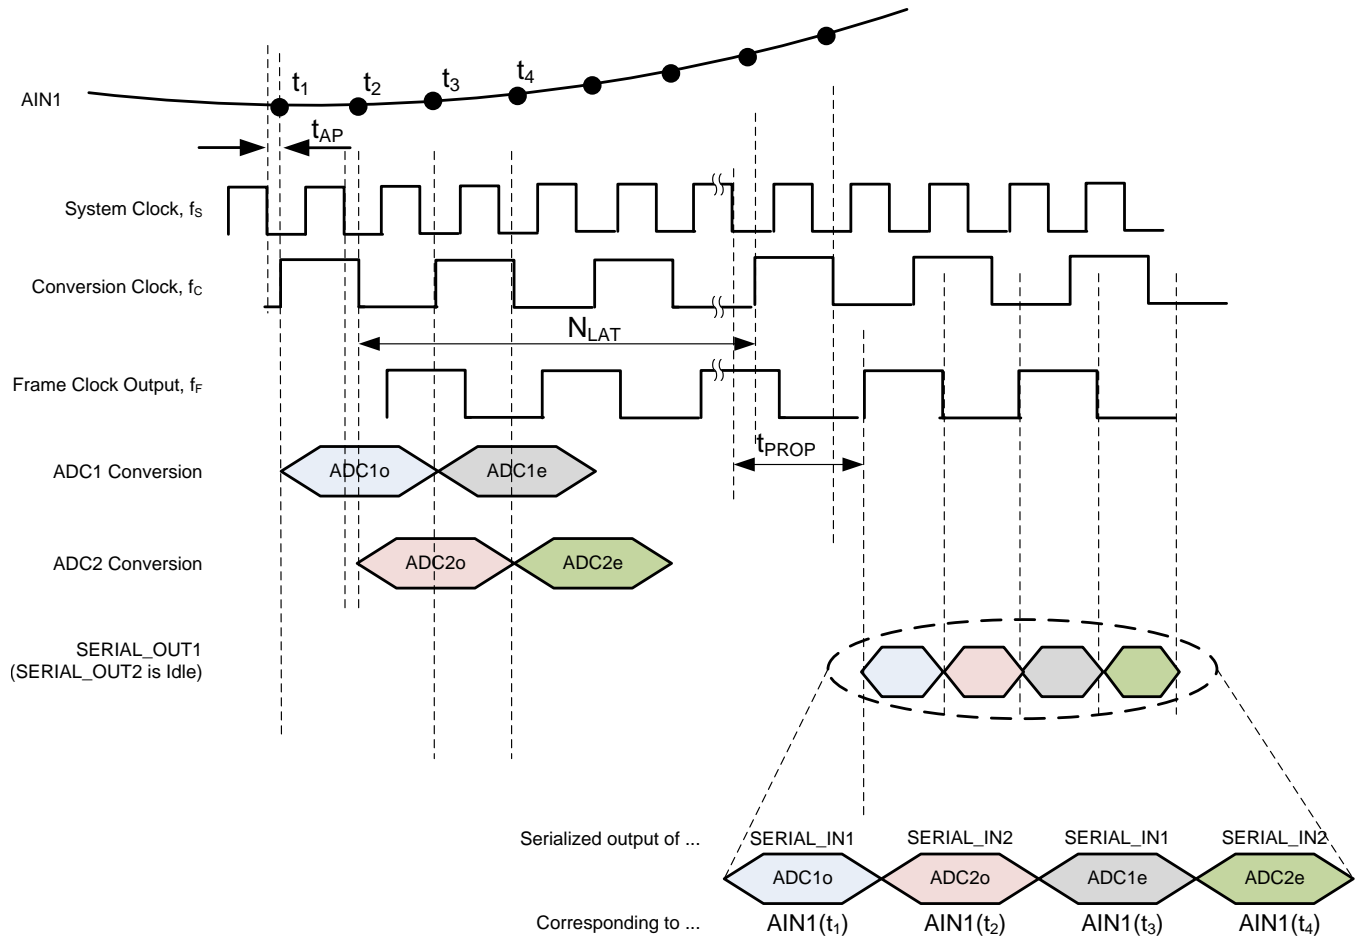 t1 t2 t3 t4
AIN1
tAP
System Clock, fS
Conversion Clock, fC
NLAT
Frame Clock Output, fF
tPROP
ADC1 Conversion
ADC1o ADC1e
ADC2 Conversion
ADC2o ADC2e
SERIAL_OUT1
(SERIAL_OUT2 is Idle)
Serialized output of ... SERIAL_IN1 SERIAL_IN2 SERIAL_IN1 SERIAL_IN2
ADC1o ADC2o ADC1e ADC2e
Corresponding to ... AIN1(t1) AIN1(t2) AIN1(t3) AIN1(t4)